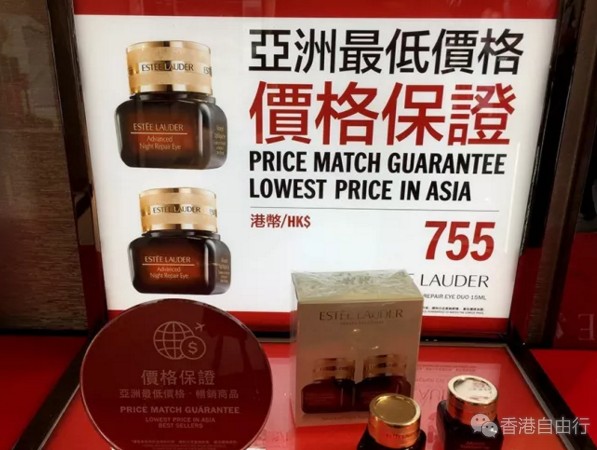 亞洲最低價格
價格保證
PRICE MATCH GUARANTEE
LOWEST PRICE IN ASIA
港幣/HK$
755
LAUDER
REPAIR EYE DUO 15ML
ESTĒE LAUDER
ESTĒE LAUDER
Advanced
Night Repair Eye
ESTĒE LAUDER
Advanced
Night Repair Eye
ESTĒE LAUDER
$
價格保證
亞洲最低價格·暢銷商品
PRICE MATCH GUARANTEE
LOWEST PRICE IN ASIA
BEST SELLERS
香港自由行